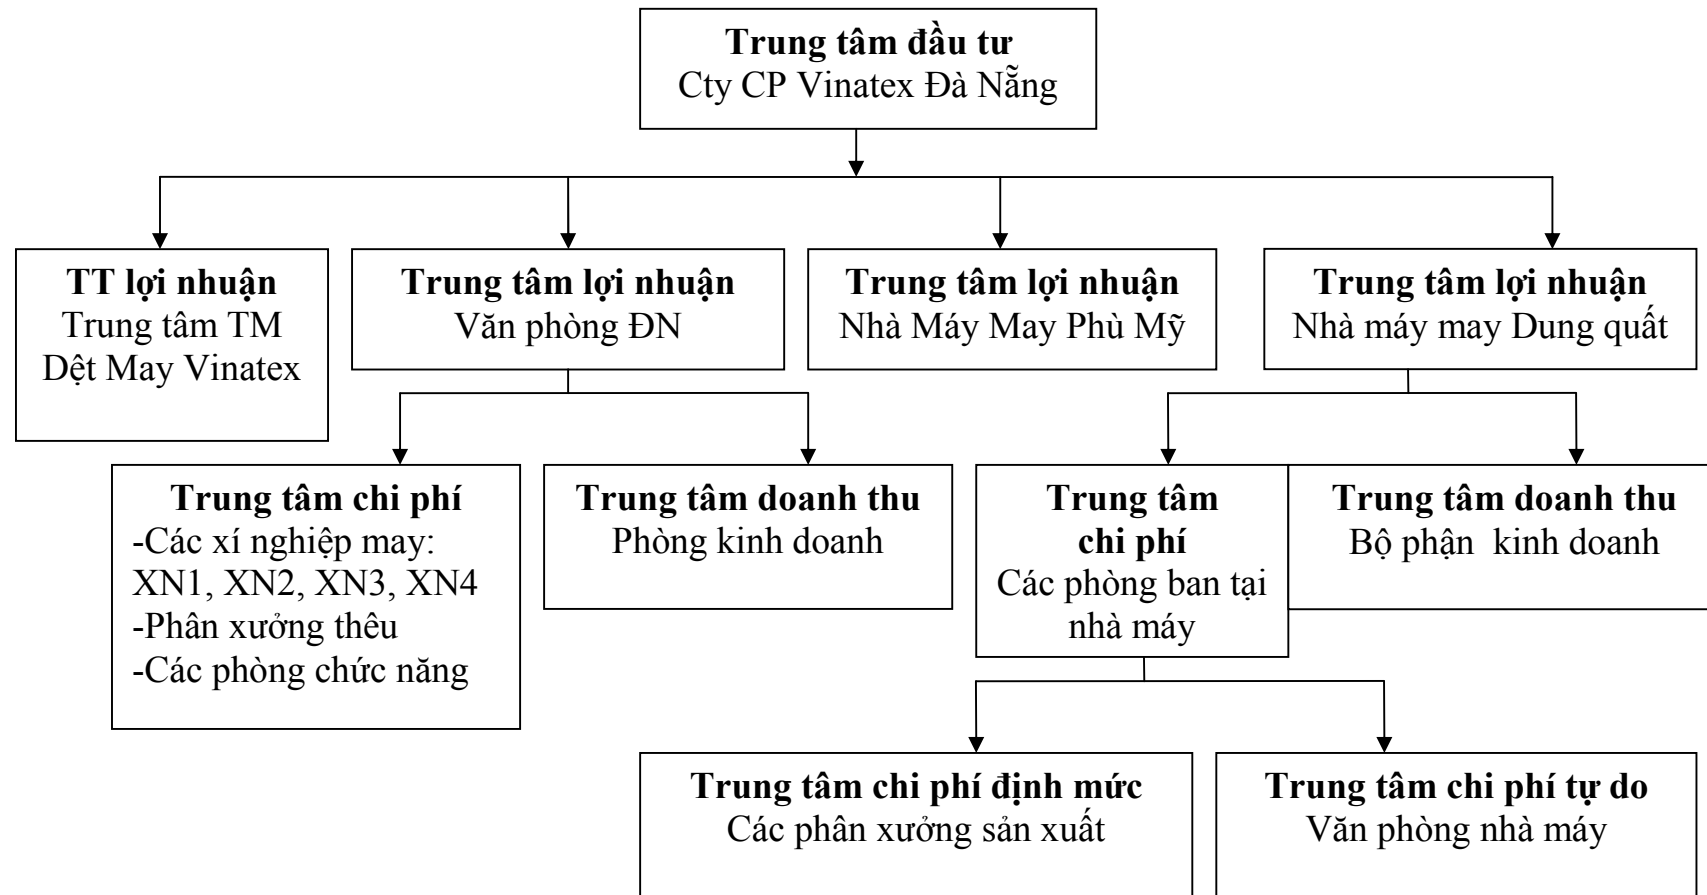 Trung tâm đầu tư
Cty CP Vinatex Đà Nẵng
TT lợi nhuận
Trung tâm TM
Dệt May Vinatex
Trung tâm lợi nhuận
Văn phòng ĐN
Trung tâm lợi nhuận
Nhà Máy May Phù Mỹ
Trung tâm lợi nhuận
Nhà máy may Dung quất
Trung tâm chi phí
-Các xí nghiệp may:
XN1, XN2, XN3, XN4
-Phân xưởng thêu
-Các phòng chức năng
Trung tâm doanh thu
Phòng kinh doanh
Trung tâm
chi phí
Các phòng ban tại
nhà máy
Trung tâm doanh thu
Bộ phận kinh doanh
Trung tâm chi phí định mức
Các phân xưởng sản xuất
Trung tâm chi phí tự do
Văn phòng nhà máy